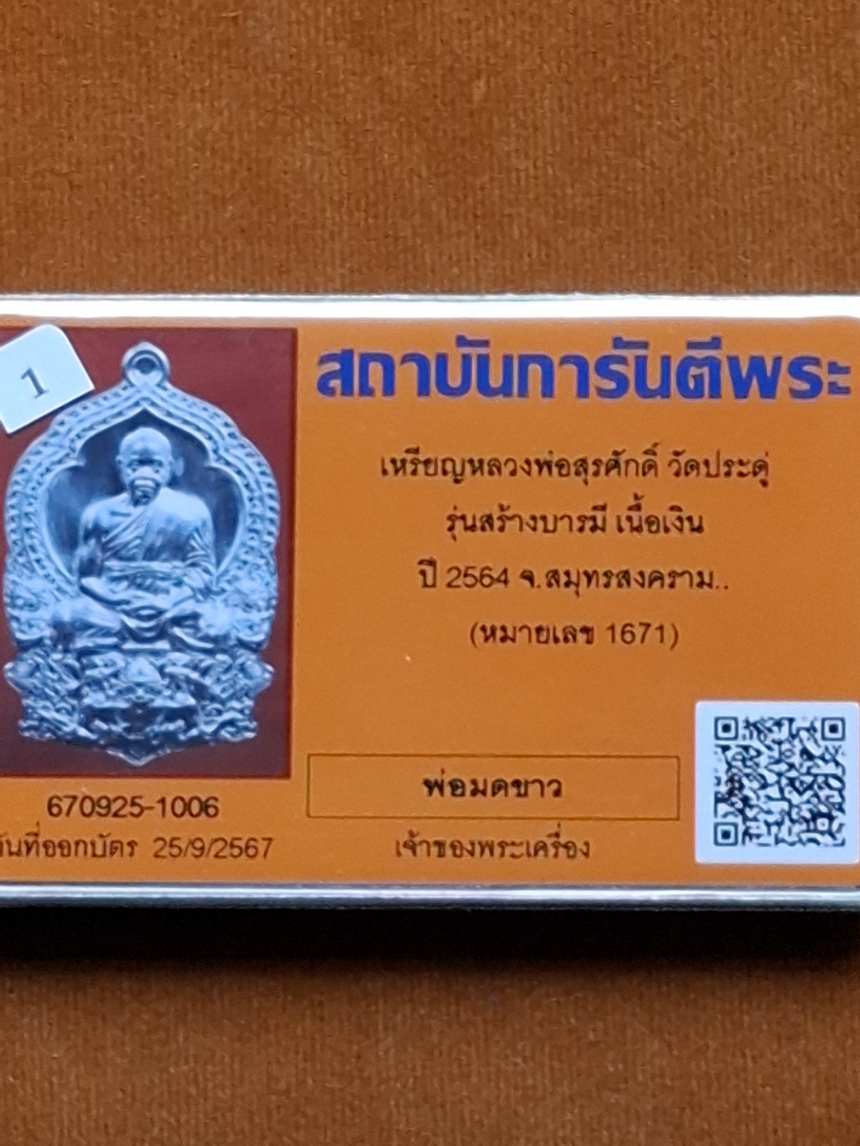 1
สถาบันการันตีพระ
เหรียญหลวงพ่อสุรศักดิ์ วัดประดู่
รุ่นสร้างบารมี เนื้อเงิน
ปี 2564 จ.สมุทรสงคราม..
(หมายเลข 1671)
พ่อมดขาว
เจ้าของพระเครื่อง
670925-1006
วันที่ออกบัตร 25/9/2567